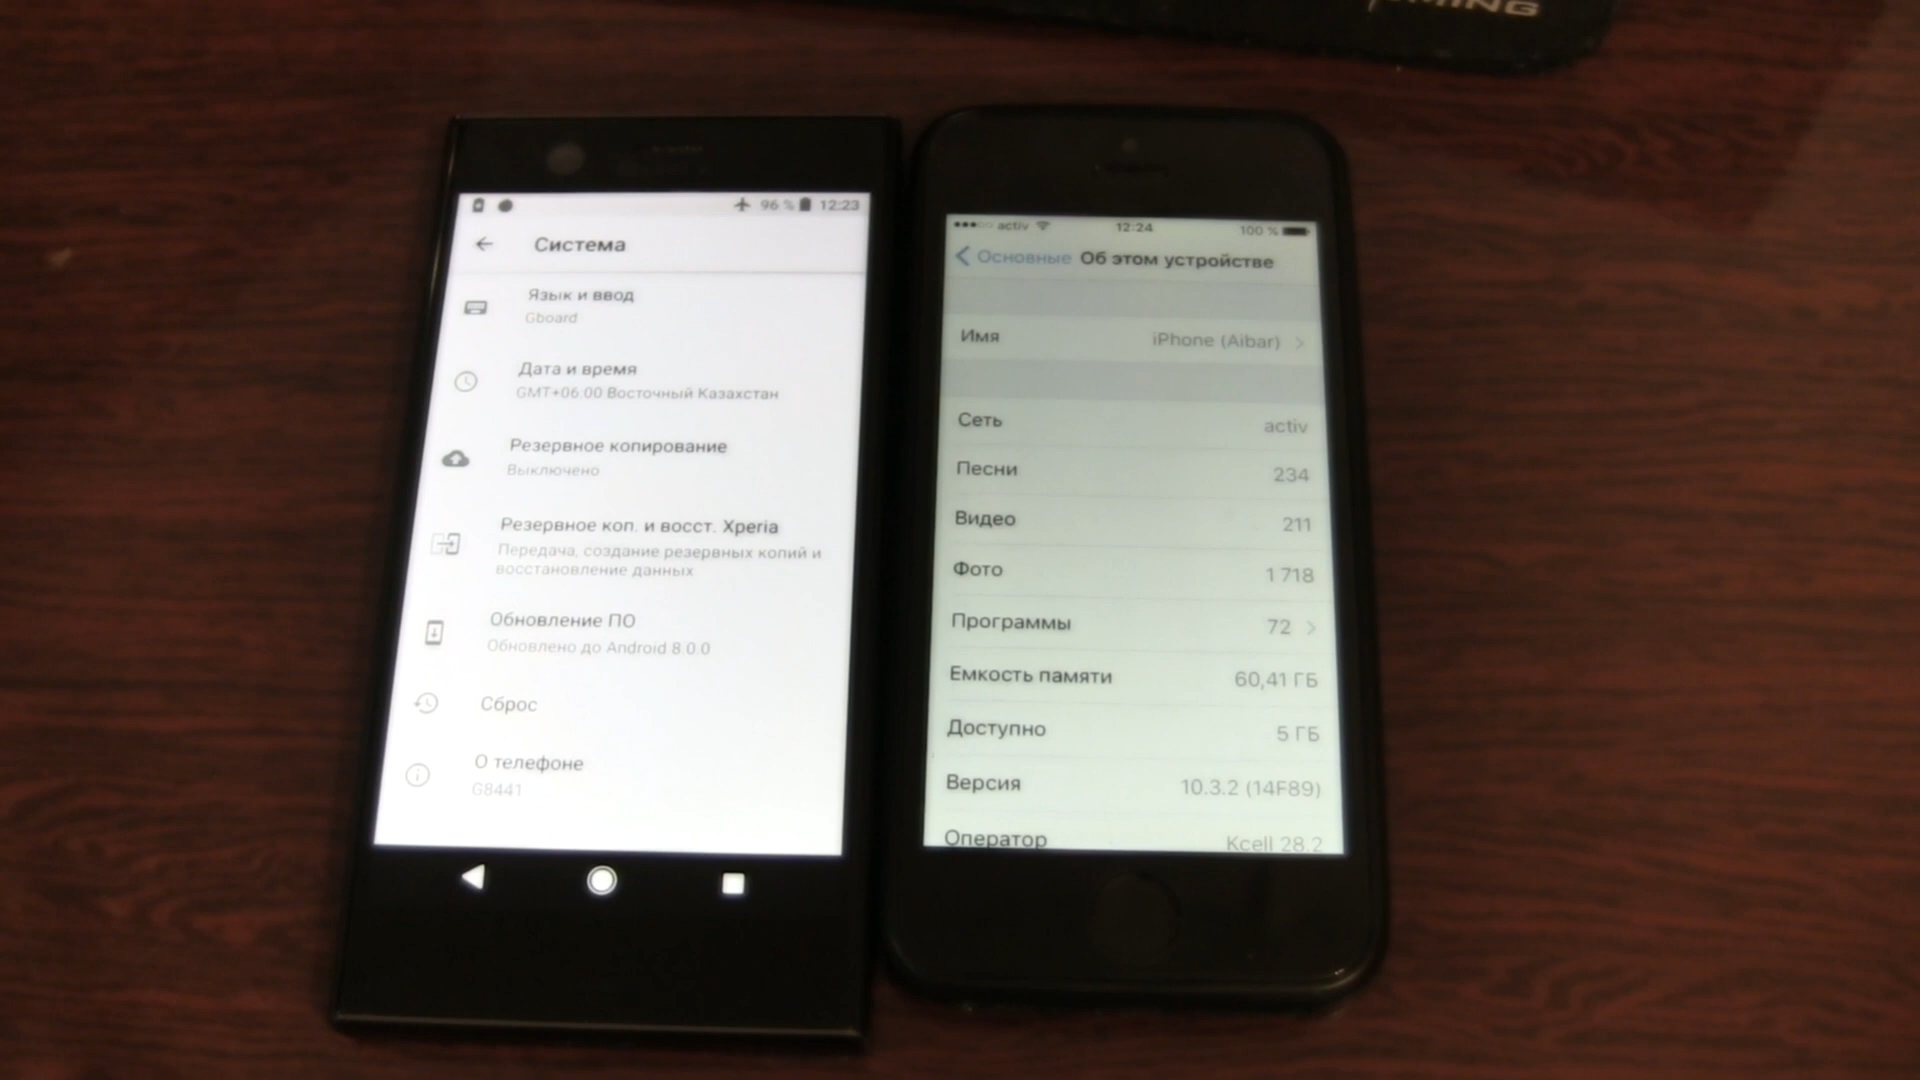 MING
96 % 12:23
Система
Язык и ввод
Gboard
Дата и время
GMT+06:00 Восточный Казахстан
Резервное копирование
Выключено
Резервное коп. и восст. Xperia
Передача, создание резервных копий и
восстановление данных
Обновление ПО
Обновлено до Android 8.0.0
Сброс
О телефоне
G8441
activ 12:24 100 %
Основные Об этом устройстве
Имя iPhone (Aibar)
Сеть activ
Песни 234
Видео 211
Фото 1 718
Программы 72
Емкость памяти 60,41 ГБ
Доступно 5 ГБ
Версия 10.3.2 (14F89)
Оператор Kcell 28.2